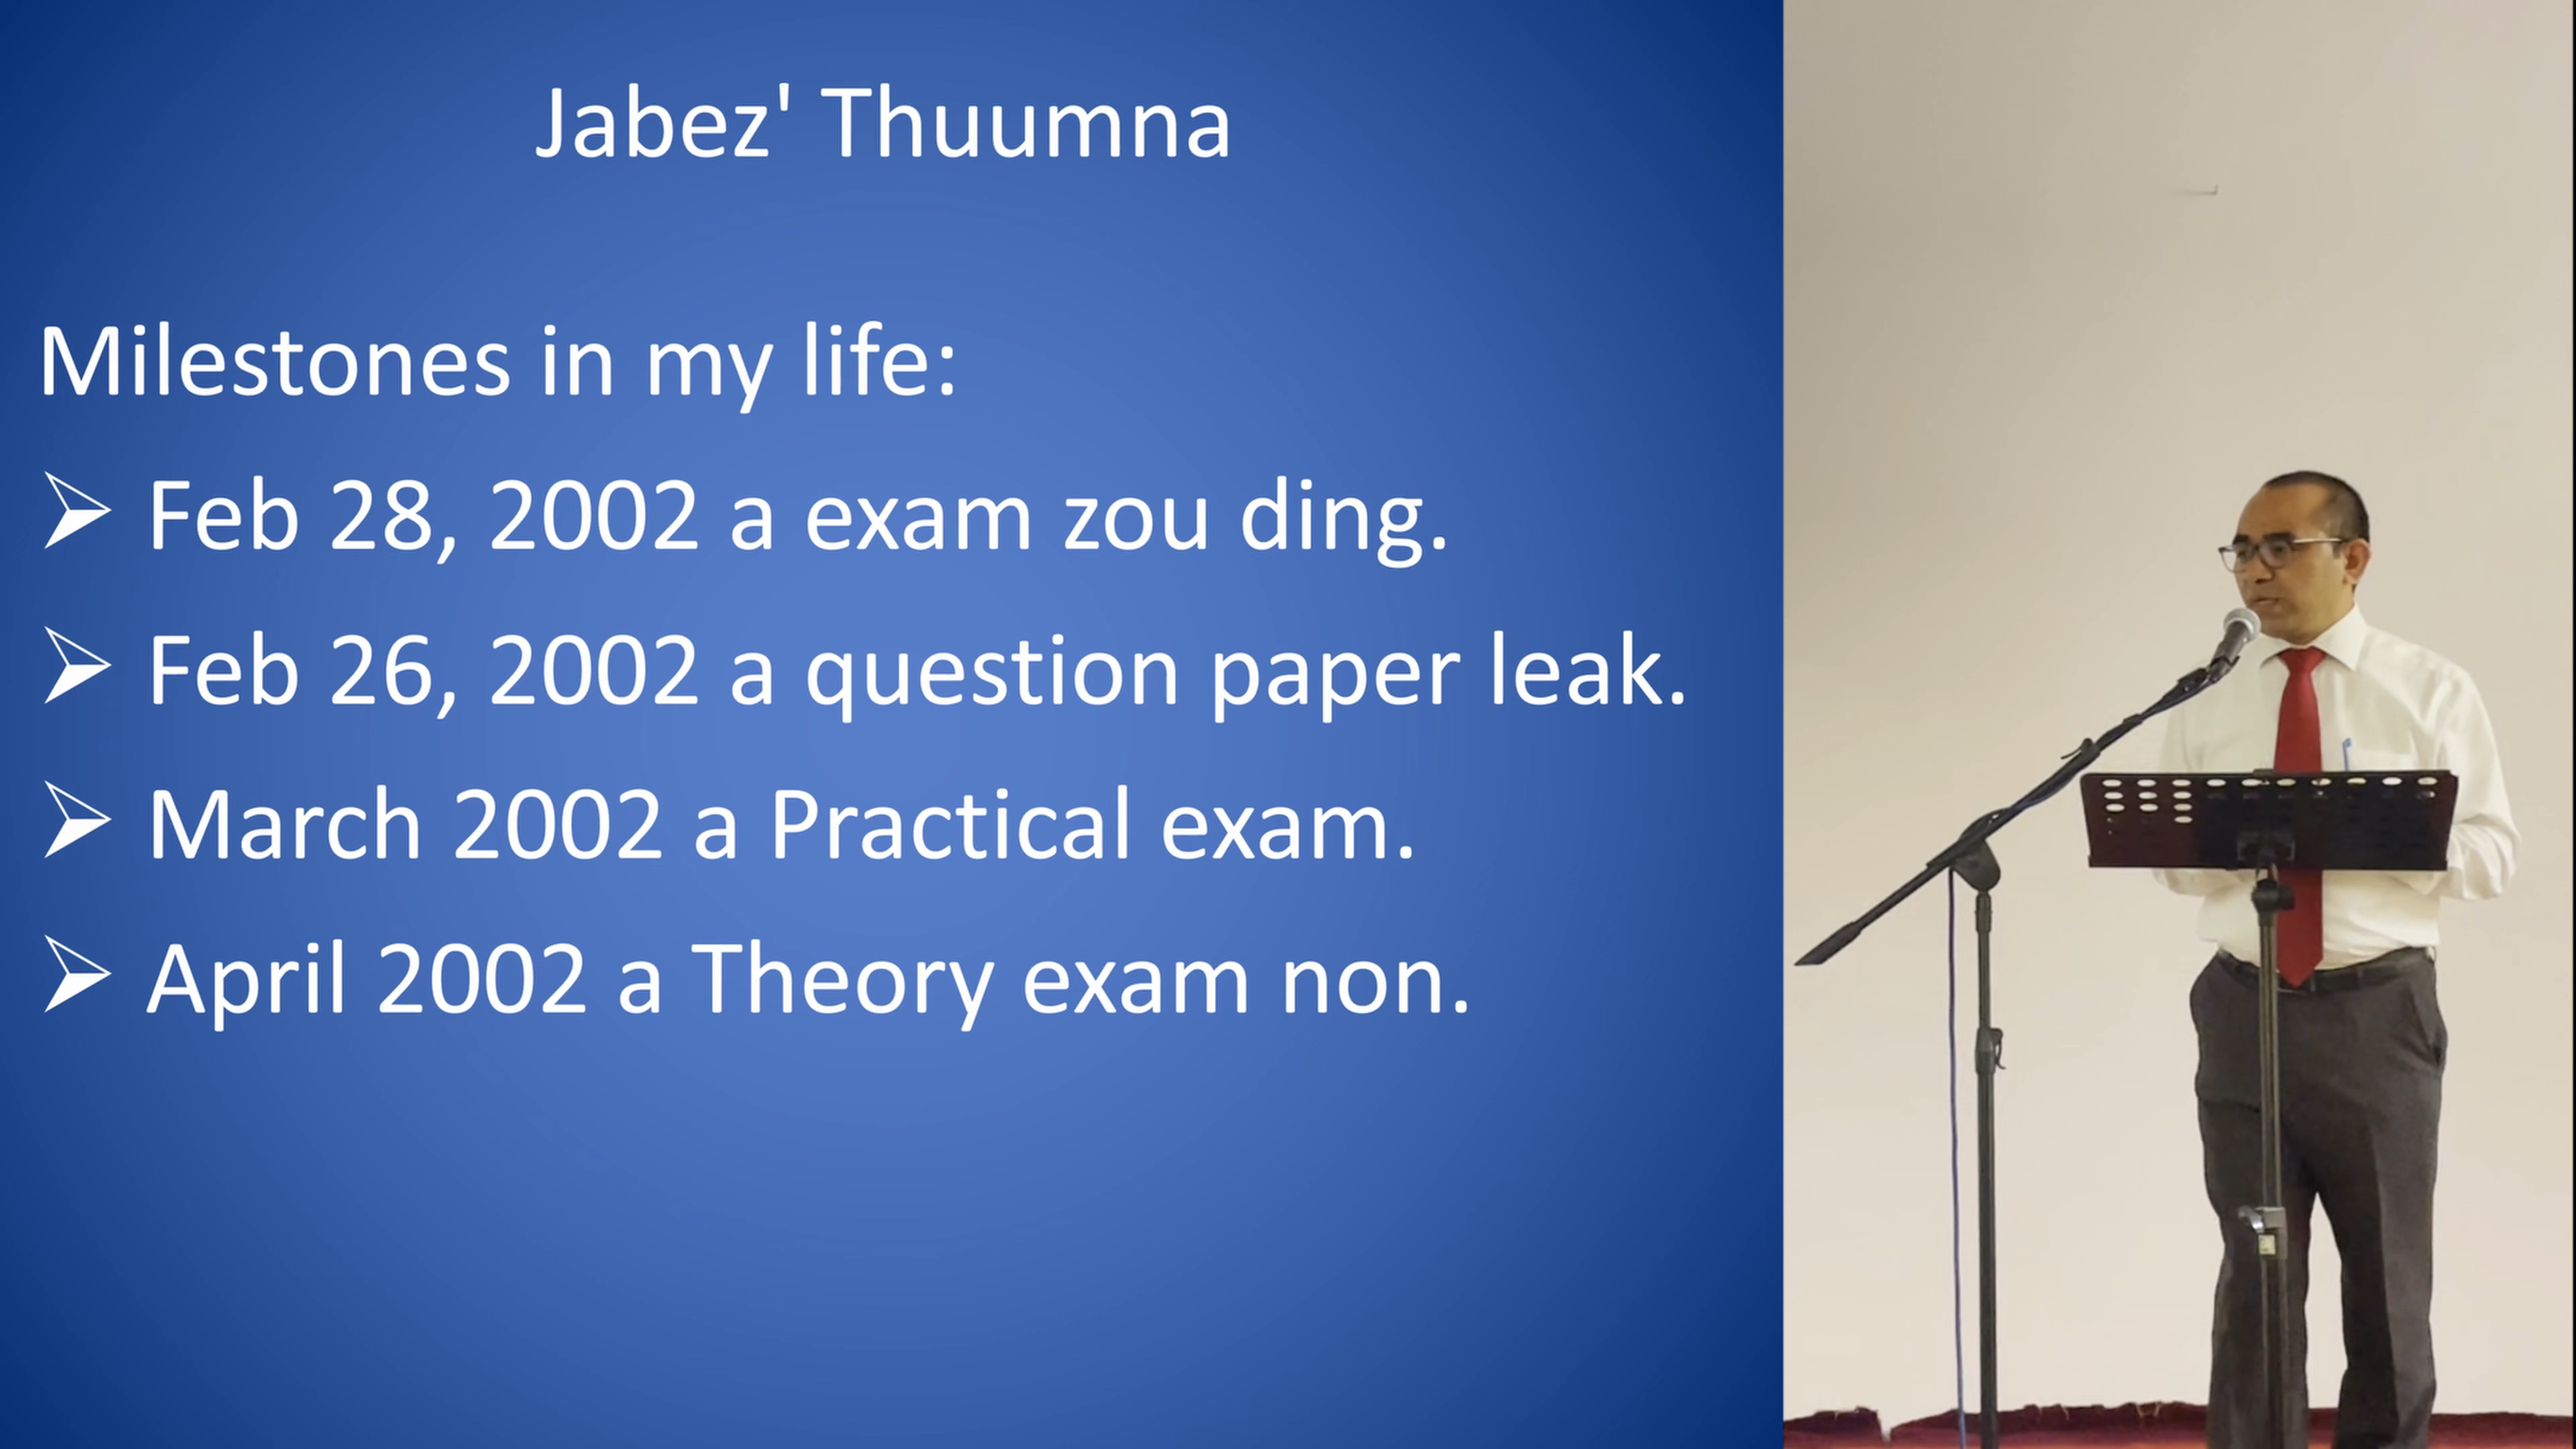 Jabez' Thuumna
Milestones in my life:
➢ Feb 28, 2002 a exam zou ding.
➢ Feb 26, 2002 a question paper leak.
➢ March 2002 a Practical exam.
➢ April 2002 a Theory exam non.